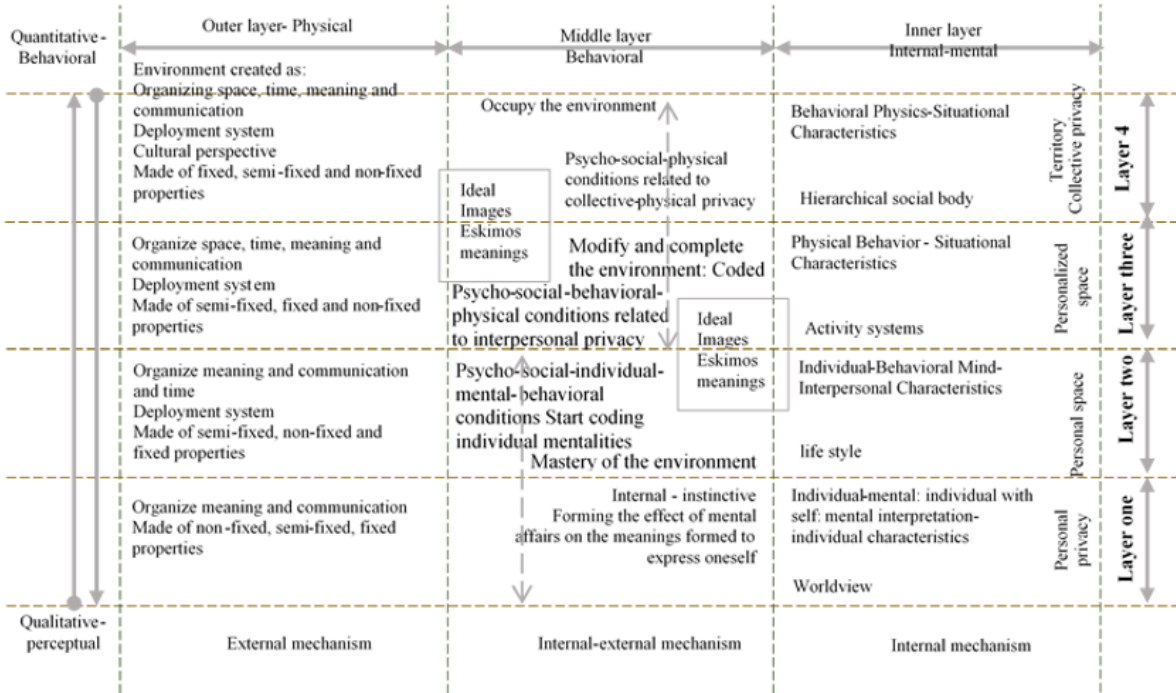 Quantitative-
Behavioral
Outer layer- Physical
Middle layer
Behavioral
Inner layer
Internal-mental
Environment created as:
Organizing space, time, meaning and
communication
Deployment system
Cultural perspective
Made of fixed, semi-fixed and non-fixed
properties
Occupy the environment
Psycho-social-physical
conditions related to
collective-physical privacy
Ideal
Images
Eskimos
meanings
Behavioral Physics-Situational
Characteristics
Hierarchical social body
Territory
Collective privacy
Layer 4
Organize space, time, meaning and
communication
Deployment system
Made of semi-fixed, fixed and non-fixed
properties
Modify and complete
the environment: Coded
Psycho-social-behavioral-
physical conditions related
to interpersonal privacy
Ideal
Images
Eskimos
meanings
Physical Behavior - Situational
Characteristics
Activity systems
Personalized
space
Layer three
Organize meaning and communication
and time
Deployment system
Made of semi-fixed, non-fixed and
fixed properties
Psycho-social-individual-
mental-behavioral
conditions Start coding
individual mentalities
Mastery of the environment
Individual-Behavioral Mind-
Interpersonal Characteristics
life style
Personal space
Layer two
Organize meaning and communication
Made of non-fixed, semi-fixed, fixed
properties
Internal - instinctive
Forming the effect of mental
affairs on the meanings formed to
express oneself
Individual-mental: individual with
self: mental interpretation-
individual characteristics
Worldview
Personal
privacy
Layer one
Qualitative-
perceptual
External mechanism
Internal-external mechanism
Internal mechanism